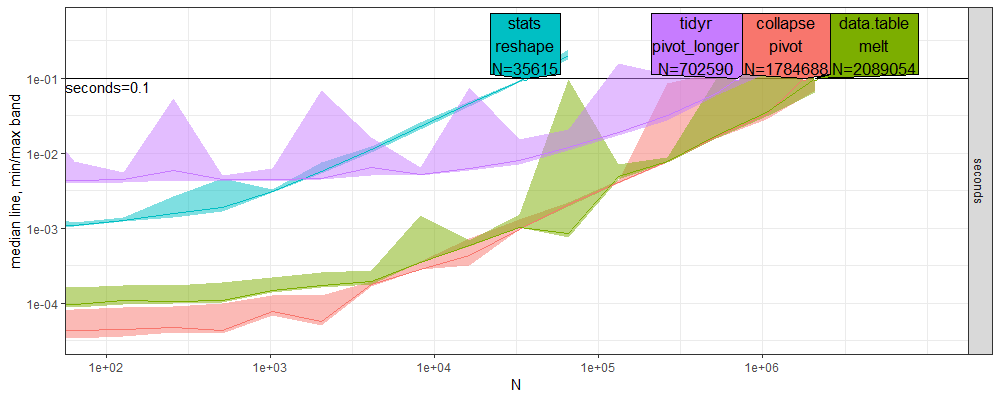 stats
reshape
N=35615
tidyr
pivot_longer
N=702590
collapse
pivot
N=1784688
data.table
melt
N=2089054
seconds=0.1
1e-01
1e-02
1e-03
1e-04
median line, min/max band
1e+02
1e+03
1e+04
1e+05
1e+06
N
seconds